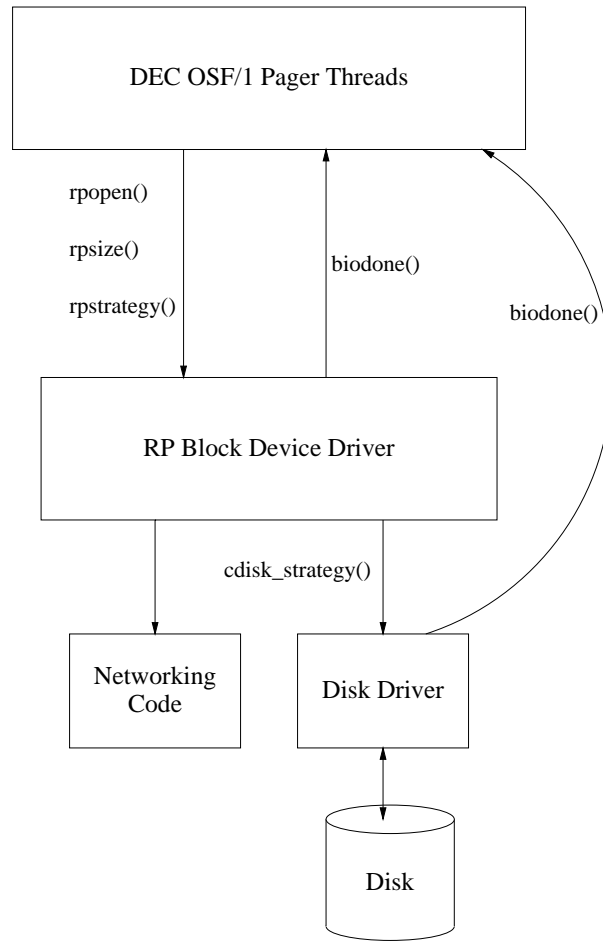 DEC OSF/1 Pager Threads
rpopen()
rpsize()
rpstrategy()
biodone()
biodone()
RP Block Device Driver
cdisk_strategy()
Networking
Code
Disk Driver
Disk